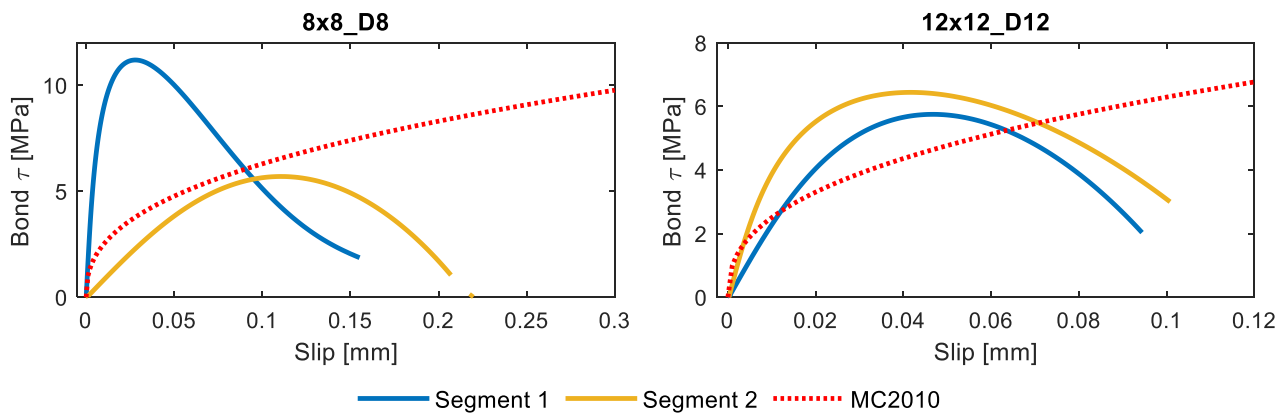 8x8_D8
Bond τ [MPa]
10
5
0
0 0.05 0.1 0.15 0.2 0.25 0.3
Slip [mm]
12x12_D12
Bond τ [MPa]
8
6
4
2
0
0 0.02 0.04 0.06 0.08 0.1 0.12
Slip [mm]
Segment 1 Segment 2 MC2010